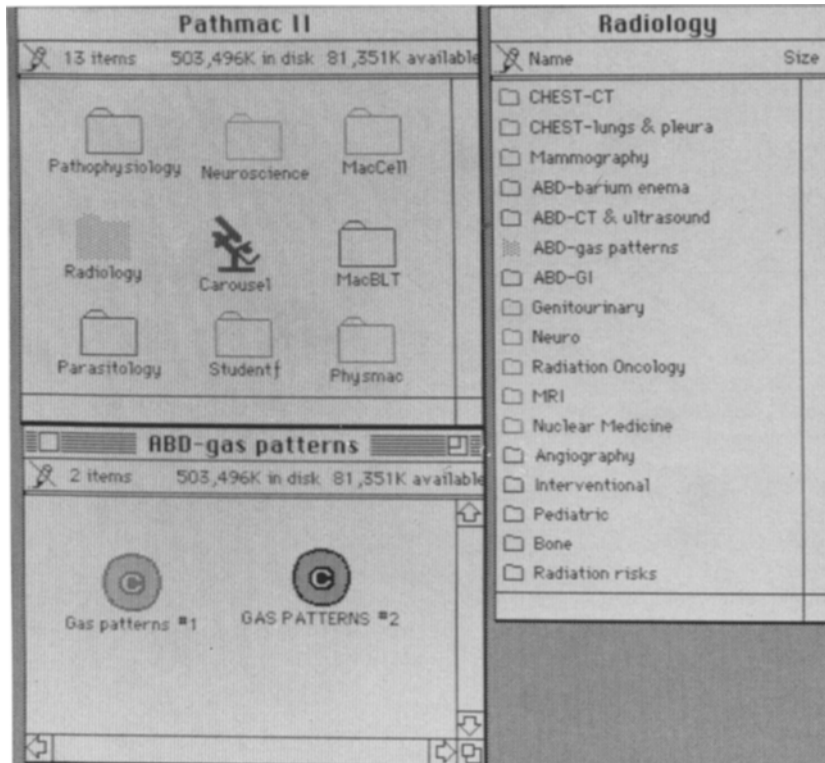 Pathmac II
13 items 503,496K in disk 81,351K available
Pathophysiology Neuroscience MacCell
Radiology Carousel MacBLT
Parasitology Studentƒ Physmac
ABD-gas patterns
2 items 503,496K in disk 81,351K available
C C
Gas patterns #1 GAS PATTERNS #2
Radiology
Name Size
CHEST-CT
CHEST-lungs & pleura
Mammography
ABD-barium enema
ABD-CT & ultrasound
ABD-gas patterns
ABD-GI
Genitourinary
Neuro
Radiation Oncology
MRI
Nuclear Medicine
Angiography
Interventional
Pediatric
Bone
Radiation risks